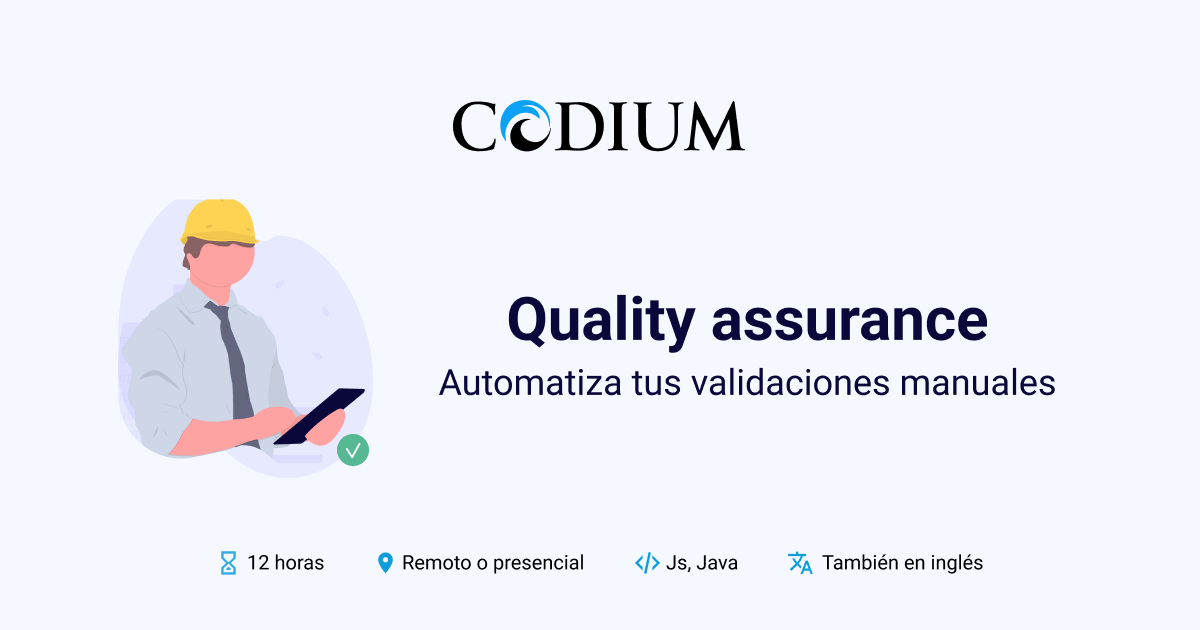 CODIUM
Quality assurance
Automatiza tus validaciones manuales
12 horas
Remoto o presencial
Js, Java
También en inglés